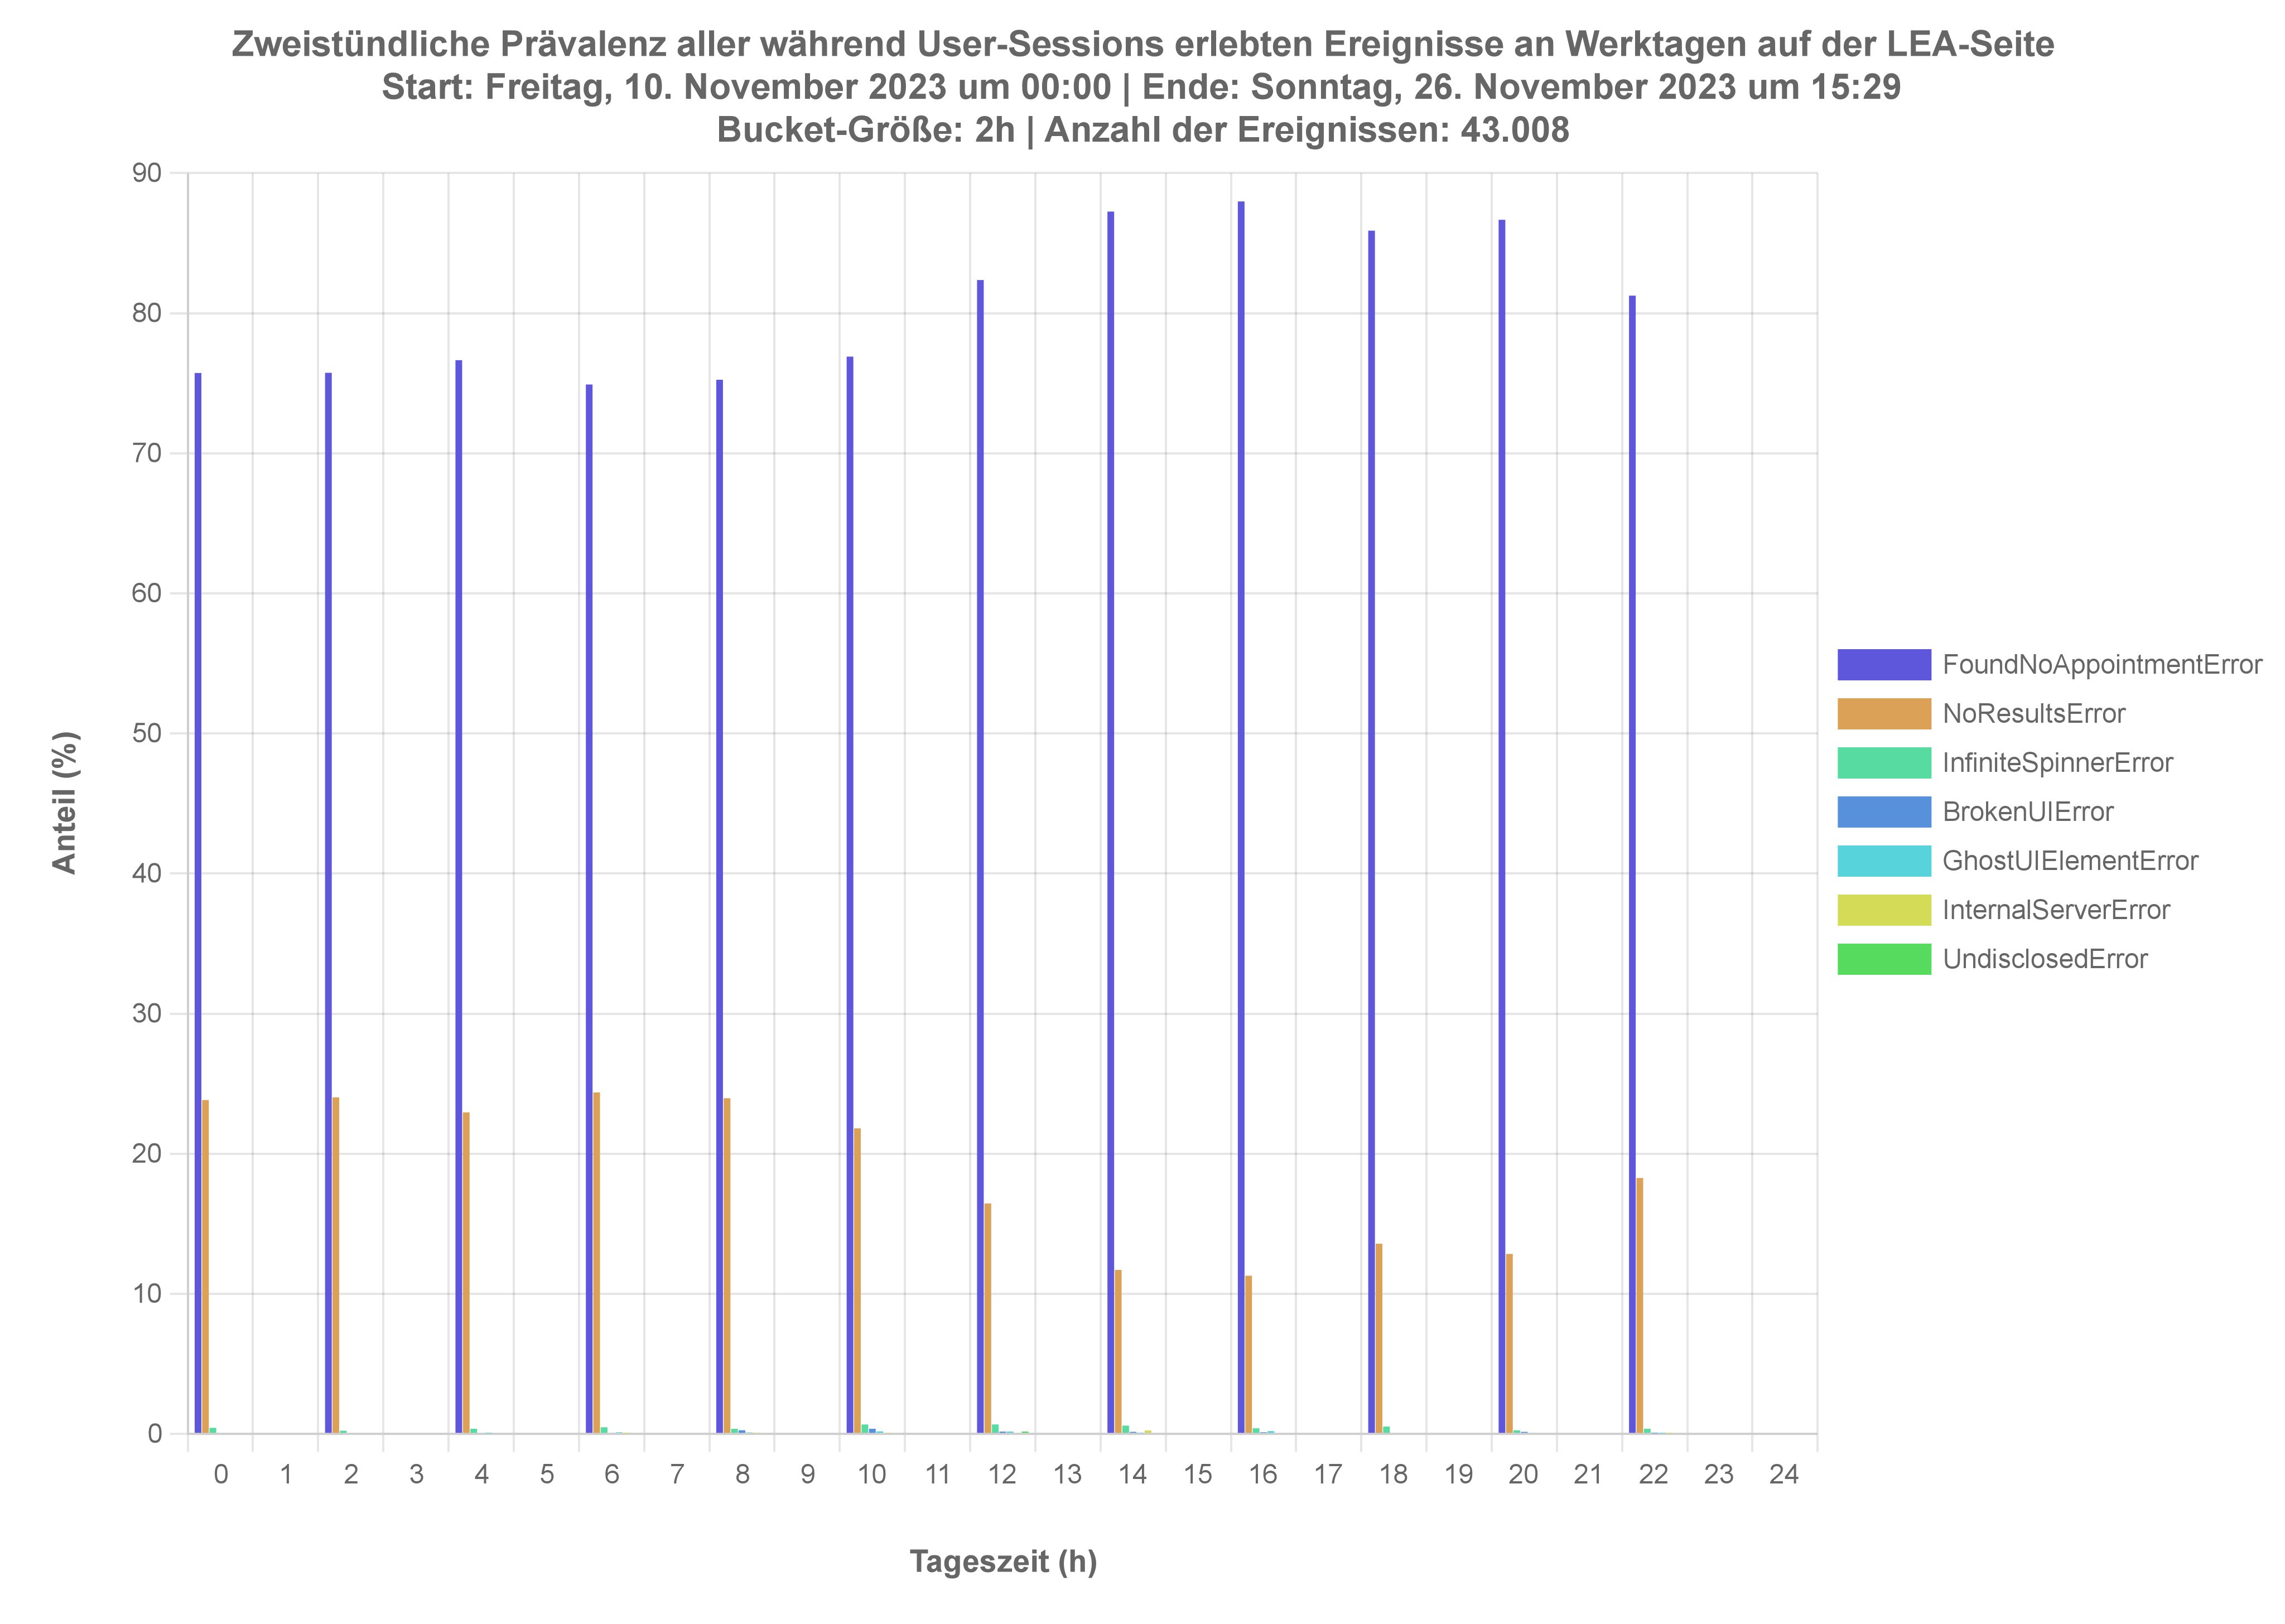 Zweistündliche Prävalenz aller während User-Sessions erlebten Ereignisse an Werktagen auf der LEA-Seite
Start: Freitag, 10. November 2023 um 00:00 | Ende: Sonntag, 26. November 2023 um 15:29
Bucket-Größe: 2h | Anzahl der Ereignissen: 43.008
90
80
70
60
50
40
30
20
10
0
Anteil (%)
0 1 2 3 4 5 6 7 8 9 10 11 12 13 14 15 16 17 18 19 20 21 22 23 24
Tageszeit (h)
FoundNoAppointmentError
NoResultsError
InfiniteSpinnerError
BrokenUIError
GhostUIElementError
InternalServerError
UndisclosedError